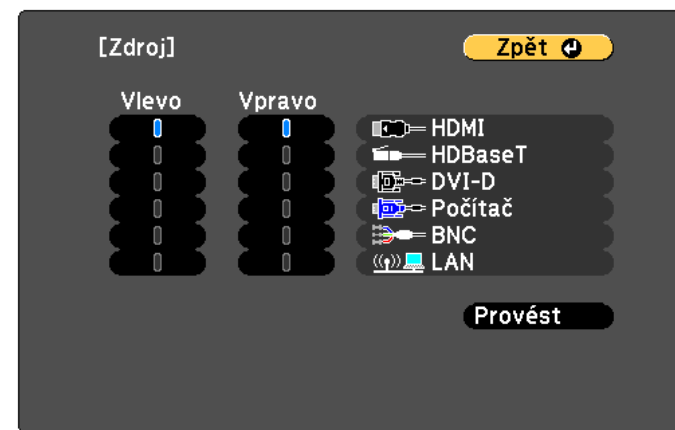 [Zdroj]
Zpět
Vlevo Vpravo
HDMI
HDBaseT
DVI-D
Počítač
BNC
LAN
Provést